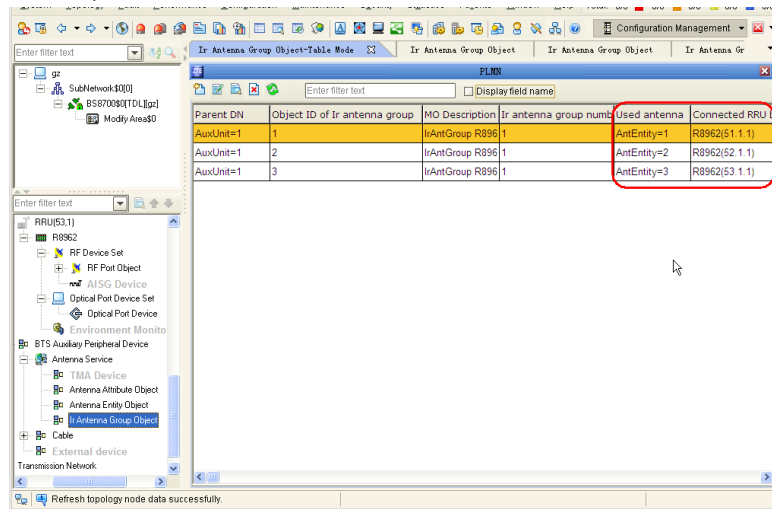 Configuration Management
Enter filter text
Ir Antenna Group Object-Table Mode
Ir Antenna Group Object
Ir Antenna Group Object
Ir Antenna Gr
gz
SubNetwork$0[0]
BS8700$0[TDL][gz]
Modify Area$0
PLMN
Enter filter text
Display field name
Parent DN Object ID of Ir antenna group MO Description Ir antenna group numb Used antenna Connected RRU
AuxUnit=1 1 IrAntGroup R896 1 AntEntity=1 R8962(51.1.1)
AuxUnit=1 2 IrAntGroup R896 1 AntEntity=2 R8962(52.1.1)
AuxUnit=1 3 IrAntGroup R896 1 AntEntity=3 R8962(53.1.1)
Enter filter text
RRU(53,1)
R8962
RF Device Set
RF Port Object
AISG Device
Optical Port Device Set
Optical Port Device
Environment Monito
BTS Auxiliary Peripheral Device
Antenna Service
TMA Device
Antenna Attribute Object
Antenna Entity Object
Ir Antenna Group Object
Cable
External device
Transmission Network
Refresh topology node data successfully.